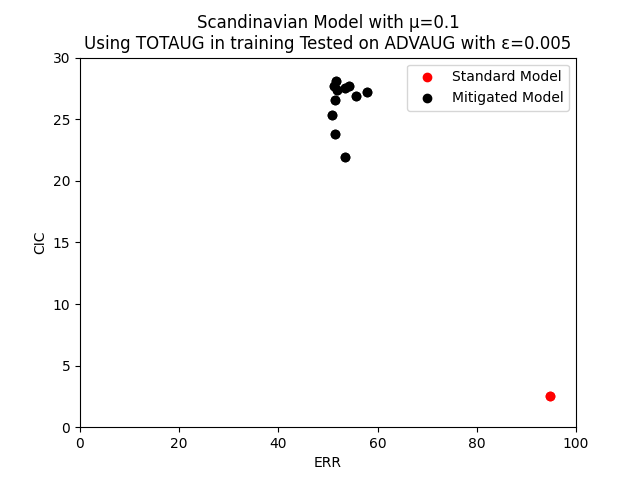 Scandinavian Model with μ=0.1
Using TOTAUG in training Tested on ADVAUG with ε=0.005
Standard Model
Mitigated Model
30
25
20
15
10
5
0
CIC
0 20 40 60 80 100
ERR